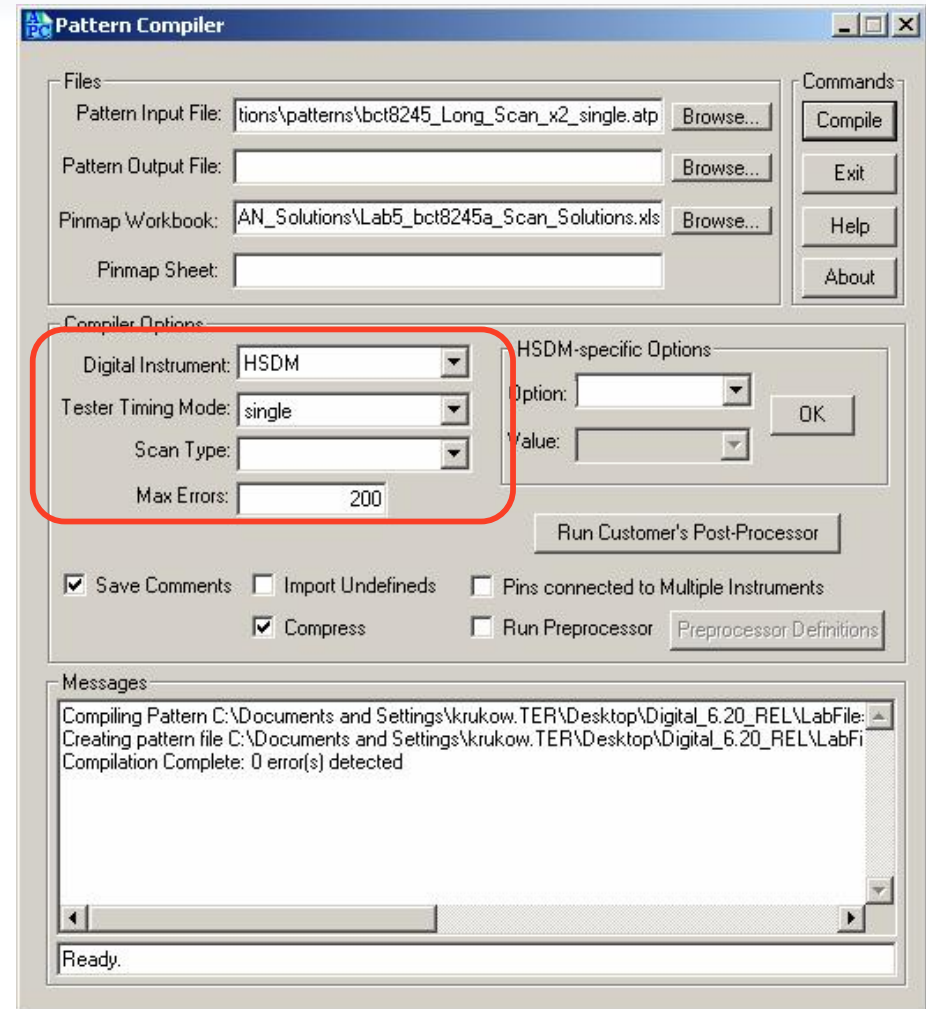 Pattern Compiler
Files
Pattern Input File: tions\patterns\bct8245_Long_Scan_x2_single.atp Browse...
Pattern Output File: Browse...
Pinmap Workbook: AN_Solutions\Lab5_bct8245a_Scan_Solutions.xls Browse...
Pinmap Sheet:
Commands
Compile
Exit
Help
About
Compiler Options
Digital Instrument: HSDM
Tester Timing Mode: single
Scan Type:
Max Errors: 200
HSDM-specific Options
Option:
Value:
OK
Run Customer's Post-Processor
Save Comments Import Undefineds Pins connected to Multiple Instruments
Compress Run Preprocessor Preprocessor Definitions
Messages
Compiling Pattern C:\Documents and Settings\krukow.TER\Desktop\Digital_6.20_REL\LabFile
Creating pattern file C:\Documents and Settings\krukow.TER\Desktop\Digital_6.20_REL\LabFi
Compilation Complete: 0 error(s) detected
Ready.